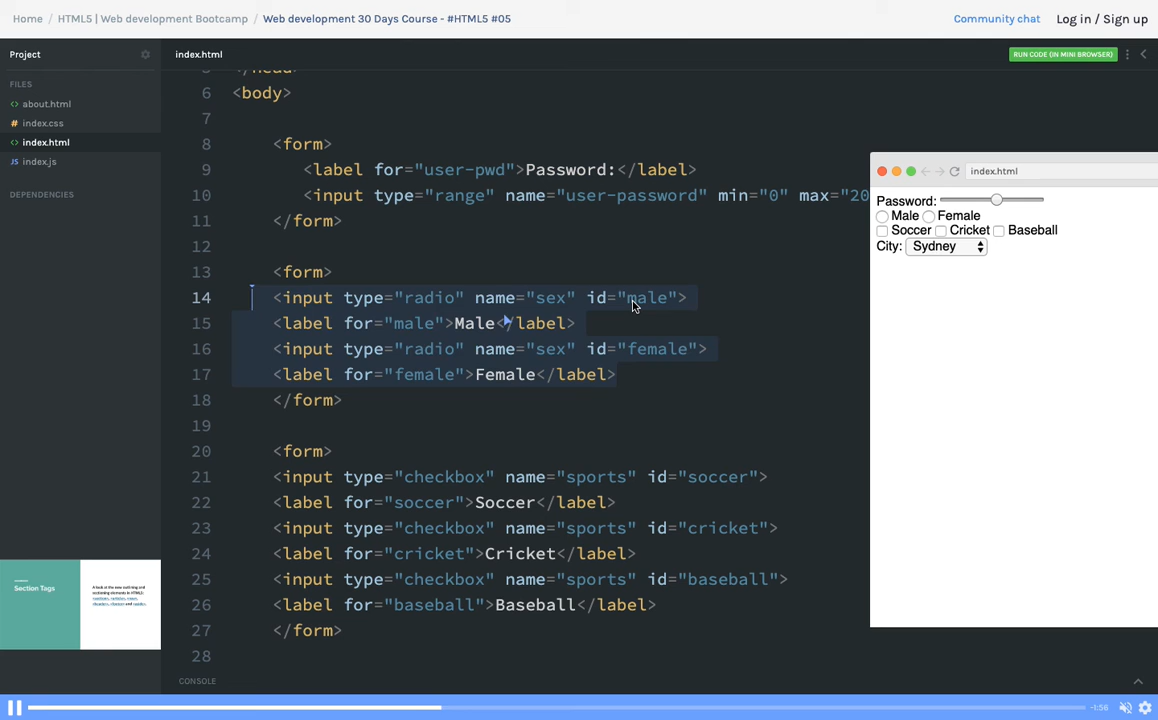 Home / HTML5 | Web development Bootcamp / Web development 30 Days Course - #HTML5 #05
Community chat Log in / Sign up
Project
index.html
RUN CODE (IN MINI BROWSER)
FILES
<> about.html
# index.css
<> index.html
JS index.js
DEPENDENCIES
6 <body>
7
8 <form>
9 <label for="user-pwd">Password:</label>
10 <input type="range" name="user-password" min="0" max="20
11 </form>
12
13 <form>
14 <input type="radio" name="sex" id="male">
15 <label for="male">Male</label>
16 <input type="radio" name="sex" id="female">
17 <label for="female">Female</label>
18 </form>
19
20 <form>
21 <input type="checkbox" name="sports" id="soccer">
22 <label for="soccer">Soccer</label>
23 <input type="checkbox" name="sports" id="cricket">
24 <label for="cricket">Cricket</label>
25 <input type="checkbox" name="sports" id="baseball">
26 <label for="baseball">Baseball</label>
27 </form>
28
index.html
Password:
Male Female
Soccer Cricket Baseball
City: Sydney
Section Tags
CONSOLE
-1:56